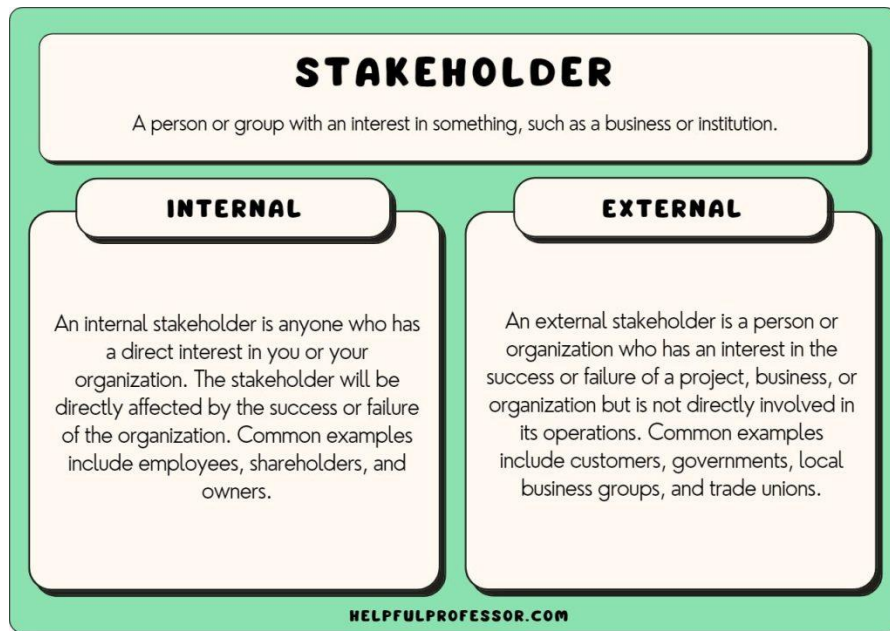 STAKEHOLDER
A person or group with an interest in something, such as a business or institution.
INTERNAL
An internal stakeholder is anyone who has
a direct interest in you or your
organization. The stakeholder will be
directly affected by the success or failure
of the organization. Common examples
include employees, shareholders, and
owners.
EXTERNAL
An external stakeholder is a person or
organization who has an interest in the
success or failure of a project, business, or
organization but is not directly involved in
its operations. Common examples
include customers, governments, local
business groups, and trade unions.
HELPFULPROFESSOR.COM